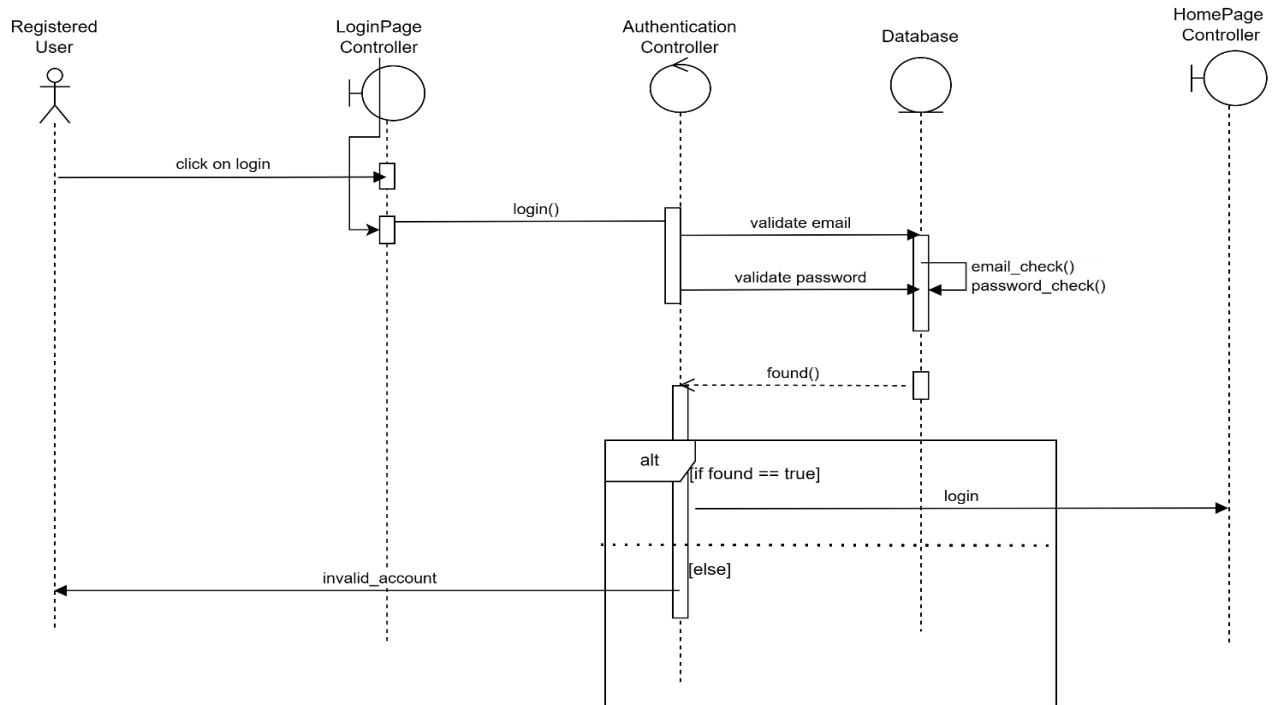 Registered
User
LoginPage
Controller
Authentication
Controller
Database
HomePage
Controller
click on login
login()
validate email
email_check()
validate password
password_check()
found()
alt
[if found == true]
login
[else]
invalid_account